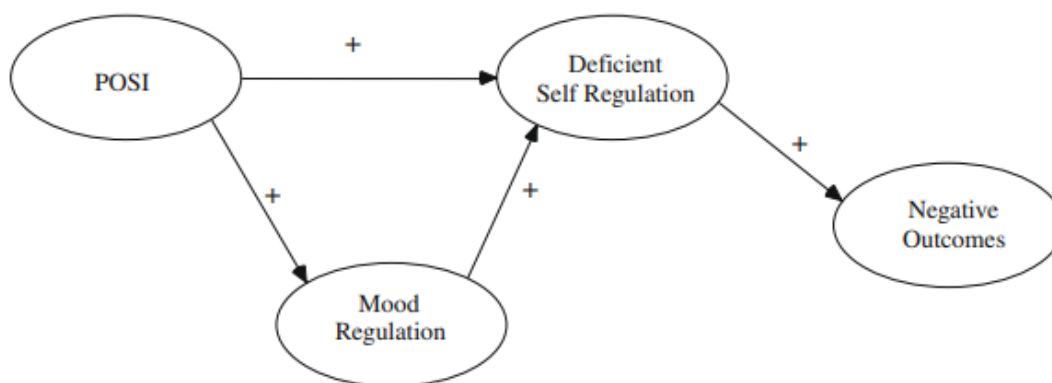 +
POSI
Deficient
Self Regulation
+
+
+
Negative
Outcomes
Mood
Regulation